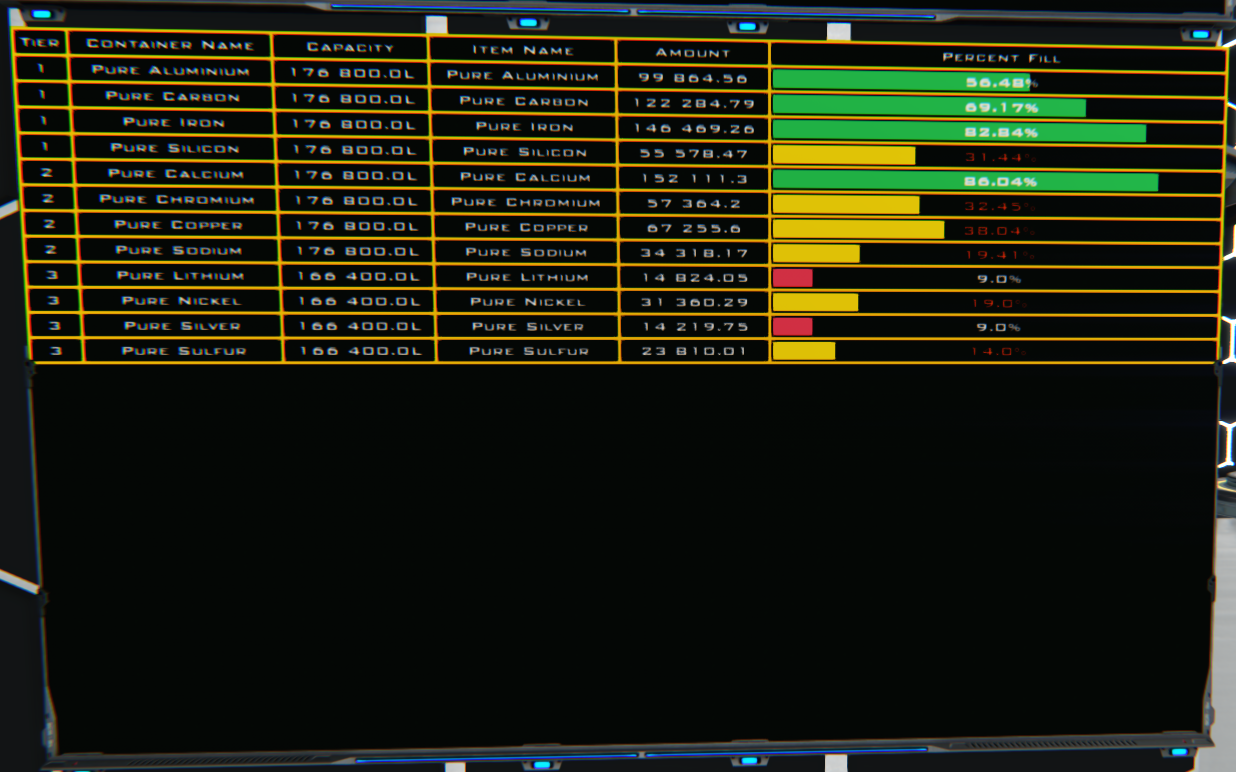 Tier Container Name Capacity Item Name Amount Percent Fill
1 Pure Aluminium 176 800.0L Pure Aluminium 99 864.56 56.48%
1 Pure Carbon 176 800.0L Pure Carbon 122 284.79 69.17%
1 Pure Iron 176 800.0L Pure Iron 146 469.26 82.84%
1 Pure Silicon 176 800.0L Pure Silicon 55 578.47 31.44%
2 Pure Calcium 176 800.0L Pure Calcium 152 111.3 86.04%
2 Pure Chromium 176 800.0L Pure Chromium 57 364.2 32.45%
2 Pure Copper 176 800.0L Pure Copper 67 255.6 38.04%
2 Pure Sodium 176 800.0L Pure Sodium 34 318.17 19.41%
3 Pure Lithium 166 400.0L Pure Lithium 14 824.05 9.0%
3 Pure Nickel 166 400.0L Pure Nickel 31 360.29 19.0%
3 Pure Silver 166 400.0L Pure Silver 14 219.75 9.0%
3 Pure Sulfur 166 400.0L Pure Sulfur 23 810.01 14.0%